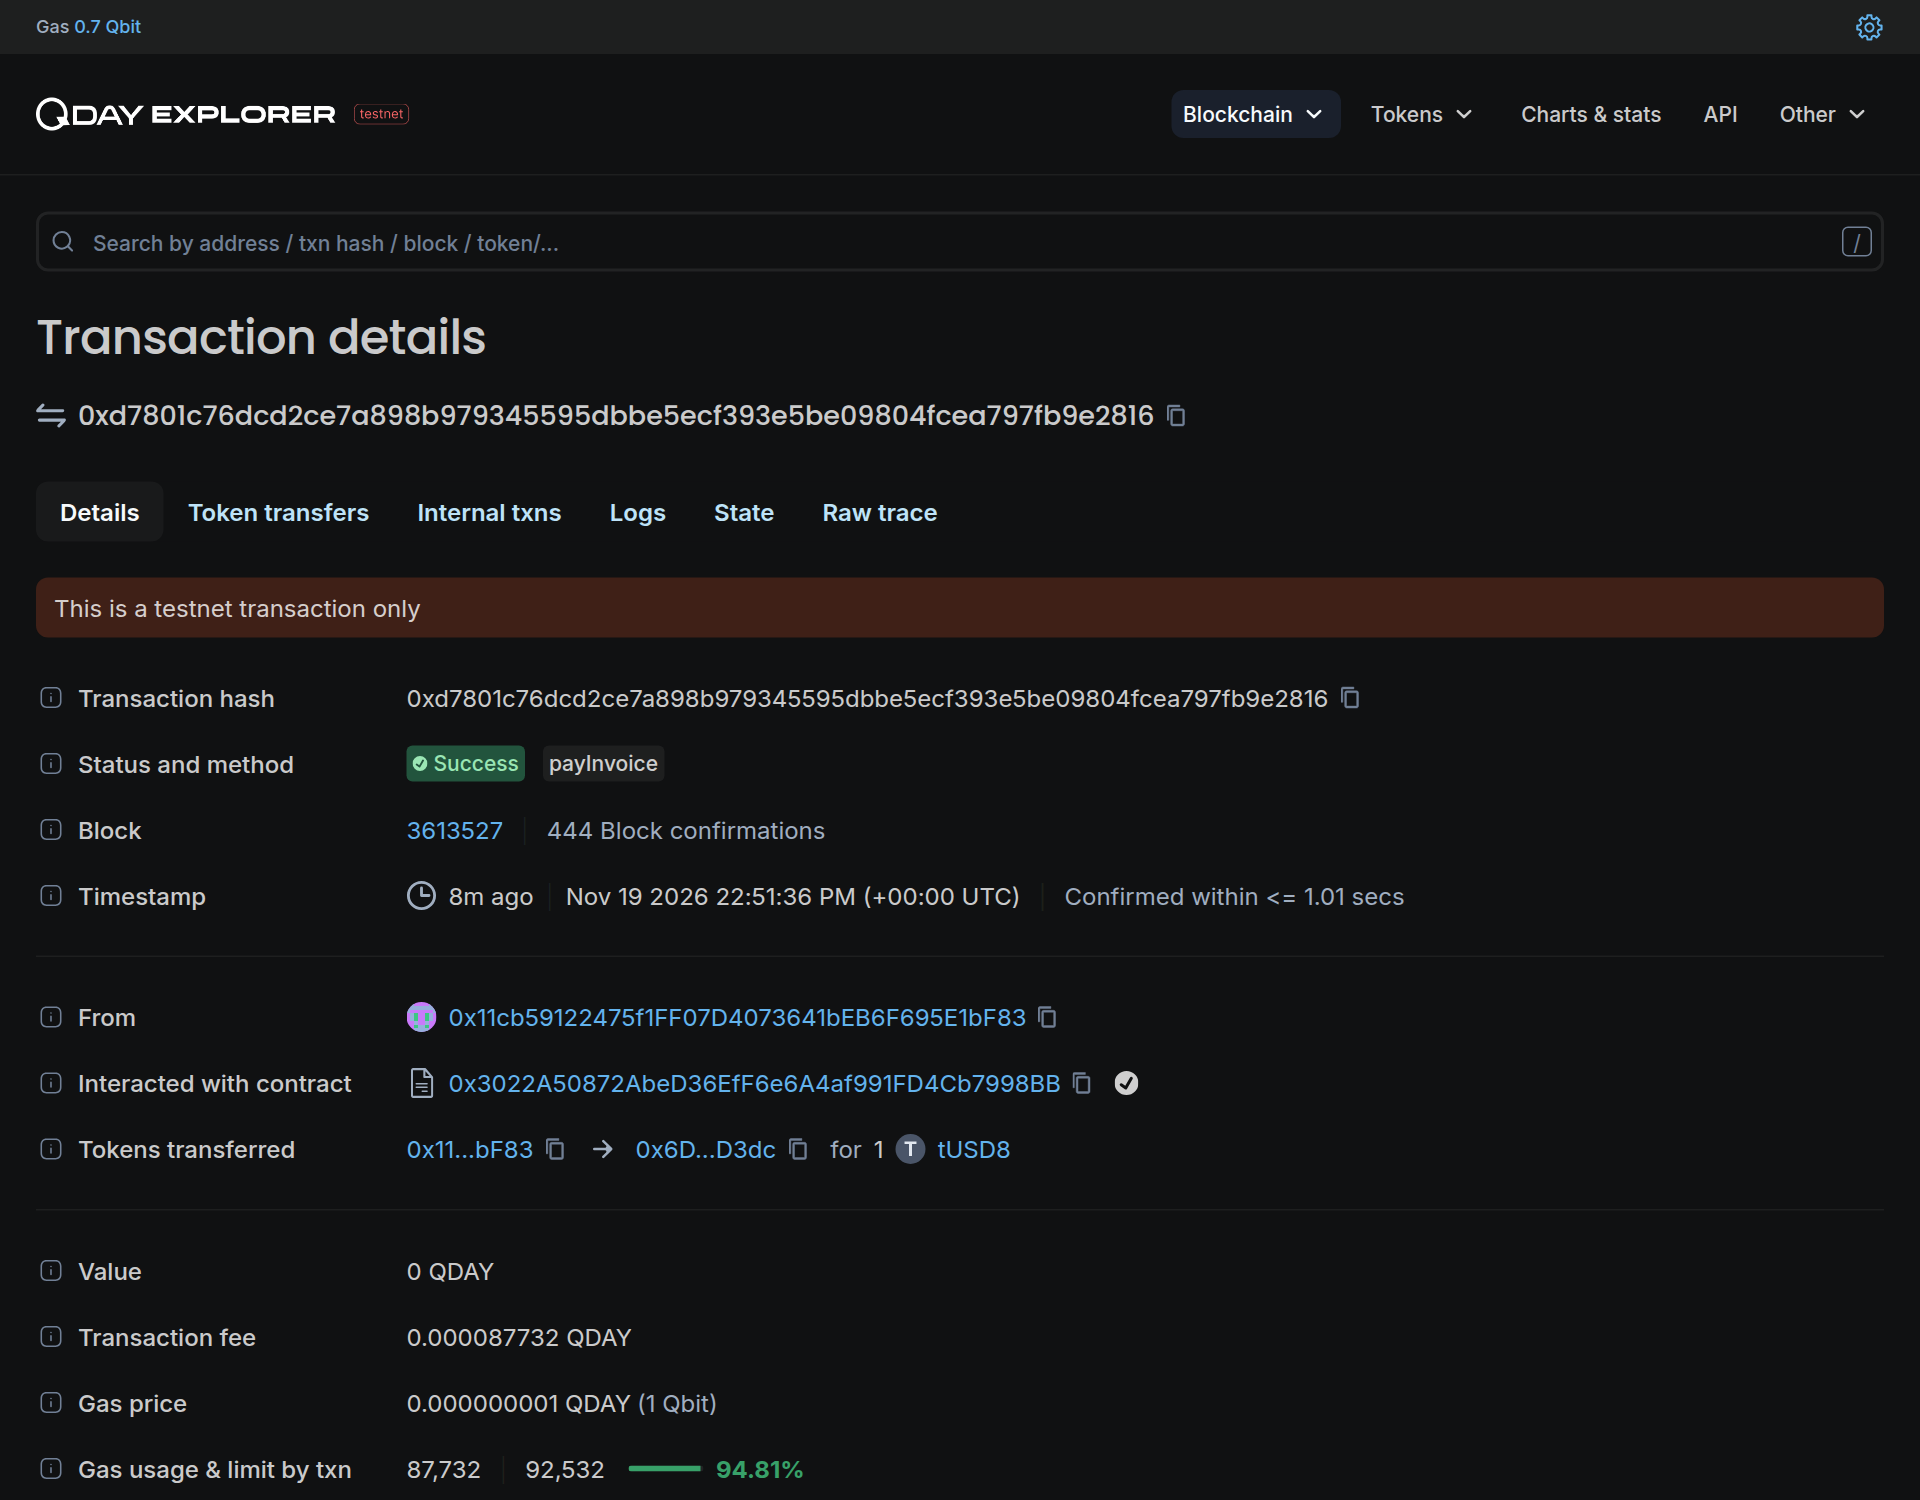 Gas 0.7 Qbit
QDAY EXPLORER testnet
Blockchain Tokens Charts & stats API Other
Search by address / txn hash / block / token/... /
Transaction details
0xd7801c76dcd2ce7a898b979345595dbbe5ecf393e5be09804fcea797fb9e2816
Details Token transfers Internal txns Logs State Raw trace
This is a testnet transaction only
Transaction hash 0xd7801c76dcd2ce7a898b979345595dbbe5ecf393e5be09804fcea797fb9e2816
Status and method Success payInvoice
Block 3613527 444 Block confirmations
Timestamp 8m ago Nov 19 2026 22:51:36 PM (+00:00 UTC) Confirmed within <= 1.01 secs
From 0x11cb59122475f1FF07D4073641bEB6F695E1bF83
Interacted with contract 0x3022A50872AbeD36EfF6e6A4af991FD4Cb7998BB
Tokens transferred 0x11...bF83 → 0x6D...D3dc for 1 T tUSD8
Value 0 QDAY
Transaction fee 0.000087732 QDAY
Gas price 0.000000001 QDAY (1 Qbit)
Gas usage & limit by txn 87,732 92,532 94.81%